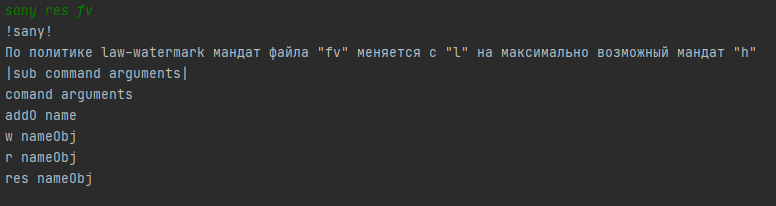 sany res fv
!sany!
По политике law-watermark мандат файла "fv" меняется с "l" на максимально возможный мандат "h"
|sub command arguments|
comand arguments
addO name
w nameObj
r nameObj
res nameObj